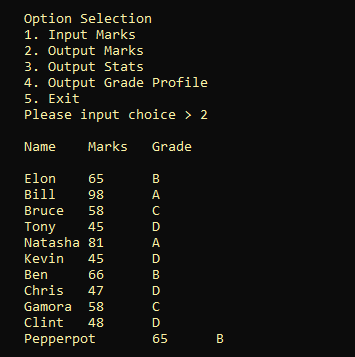 Option Selection
1. Input Marks
2. Output Marks
3. Output Stats
4. Output Grade Profile
5. Exit
Please input choice > 2
Name Marks Grade
Elon 65 B
Bill 98 A
Bruce 58 C
Tony 45 D
Natasha 81 A
Kevin 45 D
Ben 66 B
Chris 47 D
Gamora 58 C
Clint 48 D
Pepperpot 65 B